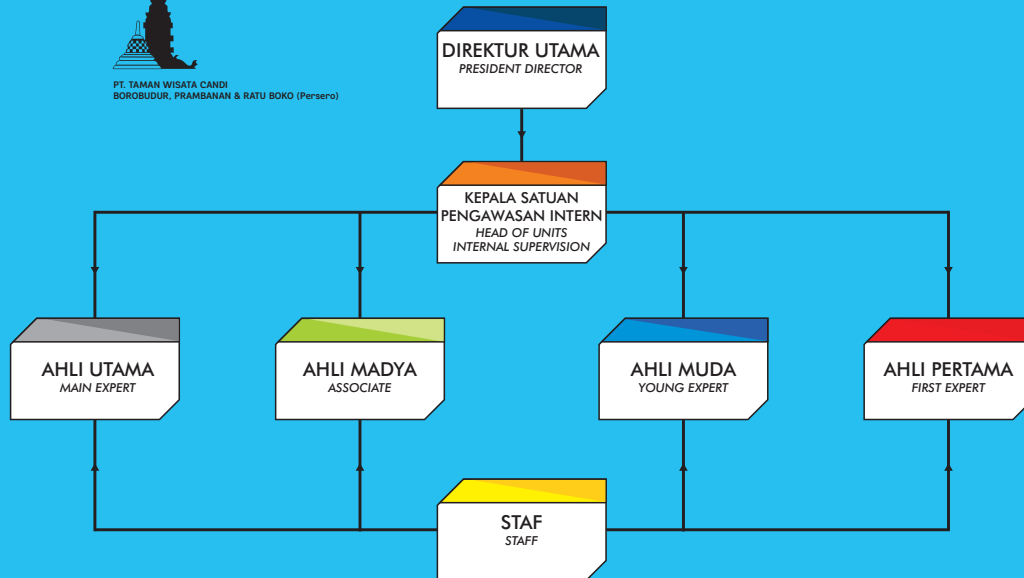 PT. TAMAN WISATA CANDI
BOROBUDUR, PRAMBANAN & RATU BOKO (Persero)
DIREKTUR UTAMA
PRESIDENT DIRECTOR
KEPALA SATUAN
PENGAWASAN INTERN
HEAD OF UNITS
INTERNAL SUPERVISION
AHLI UTAMA
MAIN EXPERT
AHLI MADYA
ASSOCIATE
AHLI MUDA
YOUNG EXPERT
AHLI PERTAMA
FIRST EXPERT
STAF
STAFF